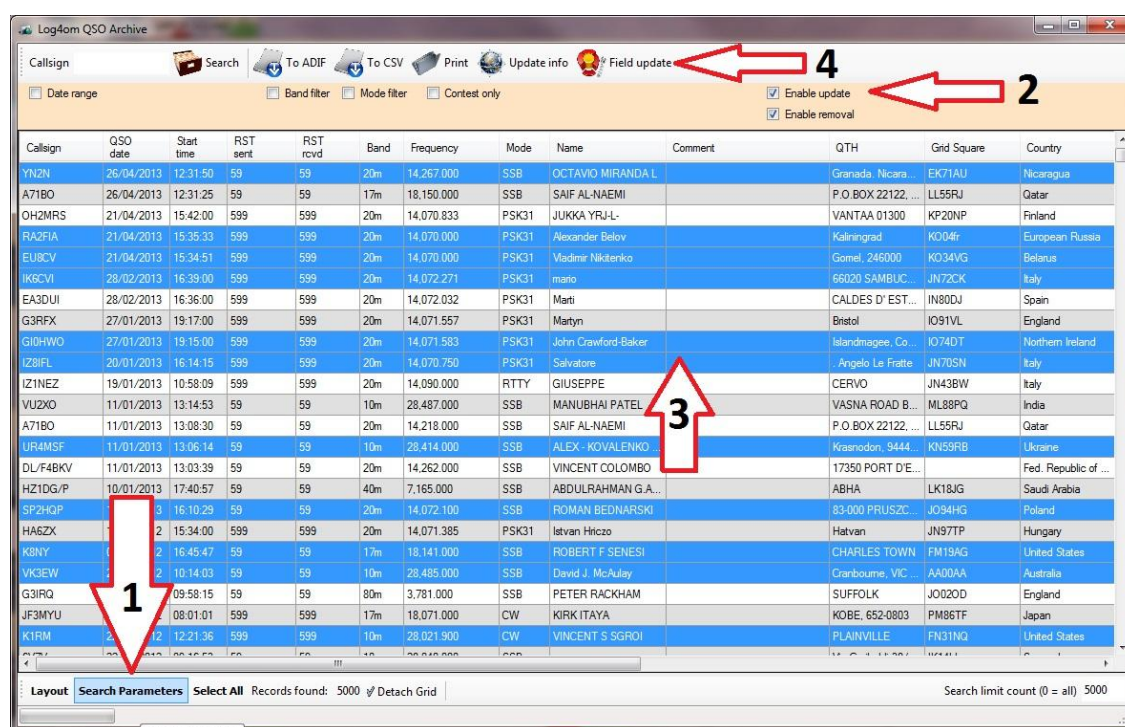 Log4om QSO Archive
Callsign Search To ADIF To CSV Print Update info Field update 4
Date range Band filter Mode filter Contest only Enable update 2
Enable removal
Callsign QSO date Start time RST sent RST rcvd Band Frequency Mode Name Comment QTH Grid Square Country
YN2N 26/04/2013 12:31:50 59 59 20m 14,267.000 SSB OCTAVIO MIRANDA L Granada. Nicara... EK71AU Nicaragua
A71BO 26/04/2013 12:31:25 59 59 17m 18,150.000 SSB SAIF AL-NAEMI P.O.BOX 22122, ... LL55RJ Qatar
OH2MRS 21/04/2013 15:42:00 599 599 20m 14,070.833 PSK31 JUKKA YRJ-L- VANTAA 01300 KP20NP Finland
RA2FIA 21/04/2013 15:35:33 599 599 20m 14,070.000 PSK31 Alexander Belov Kaliningrad KO04fr European Russia
EU8CV 21/04/2013 15:34:51 599 599 20m 14,070.000 PSK31 Vladimir Nikitenko Gomel, 246000 KO34VG Belarus
IK6CVI 28/02/2013 16:39:00 599 599 20m 14,072.271 PSK31 mario 66020 SAMBUC... JN72CK Italy
EA3DUI 28/02/2013 16:36:00 599 599 20m 14,072.032 PSK31 Marti CALDES D' EST... IN80DJ Spain
G3RFX 27/01/2013 19:17:00 599 599 20m 14,071.557 PSK31 Martyn Bristol IO91VL England
GI0HWO 27/01/2013 19:15:00 599 599 20m 14,071.583 PSK31 John Crawford-Baker Islandmagee, Co... IO74DT Northern Ireland
IZ8IFL 20/01/2013 16:14:15 599 599 20m 14,070.750 PSK31 Salvatore . Angelo Le Fratte JN70SN Italy
IZ1NEZ 19/01/2013 10:58:09 599 599 20m 14,090.000 RTTY GIUSEPPE CERVO JN43BW Italy
VU2XO 11/01/2013 13:14:53 59 59 10m 28,487.000 SSB MANUBHAI PATEL 3 VASNA ROAD B... ML88PQ India
A71BO 11/01/2013 13:08:30 59 59 20m 14,218.000 SSB SAIF AL-NAEMI P.O.BOX 22122, ... LL55RJ Qatar
UR4MSF 11/01/2013 13:06:14 59 59 10m 28,414.000 SSB ALEX - KOVALENKO ... Krasnodon, 9444... KN59RB Ukraine
DL/F4BKV 11/01/2013 13:03:39 59 59 20m 14,262.000 SSB VINCENT COLOMBO 17350 PORT D'E... Fed. Republic of ...
HZ1DG/P 10/01/2013 17:40:57 59 59 40m 7,165.000 SSB ABDULRAHMAN G.A... ABHA LK18JG Saudi Arabia
SP2HQP 16:10:29 59 59 20m 14,072.100 SSB ROMAN BEDNARSKI 83-000 PRUSZC... JO94HG Poland
HA6ZX 15:34:00 599 599 20m 14,071.385 PSK31 Istvan Hriczo Hatvan JN97TP Hungary
K8NY 16:45:47 59 59 17m 18,141.000 SSB ROBERT F SENESI CHARLES TOWN FM19AG United States
VK3EW 10:14:03 59 59 10m 28,485.000 SSB David J. McAulay Cranbourne, VIC ... AA00AA Australia
G3IRQ 1 09:58:15 59 59 80m 3,781.000 SSB PETER RACKHAM SUFFOLK JO02OD England
JF3MYU 08:01:01 599 599 17m 18,071.000 CW KIRK ITAYA KOBE, 652-0803 PM86TF Japan
K1RM 12:21:36 599 599 10m 28,021.900 CW VINCENT S SGROI PLAINVILLE FN31NQ United States
Layout Search Parameters Select All Records found: 5000 Detach Grid Search limit count (0 = all) 5000